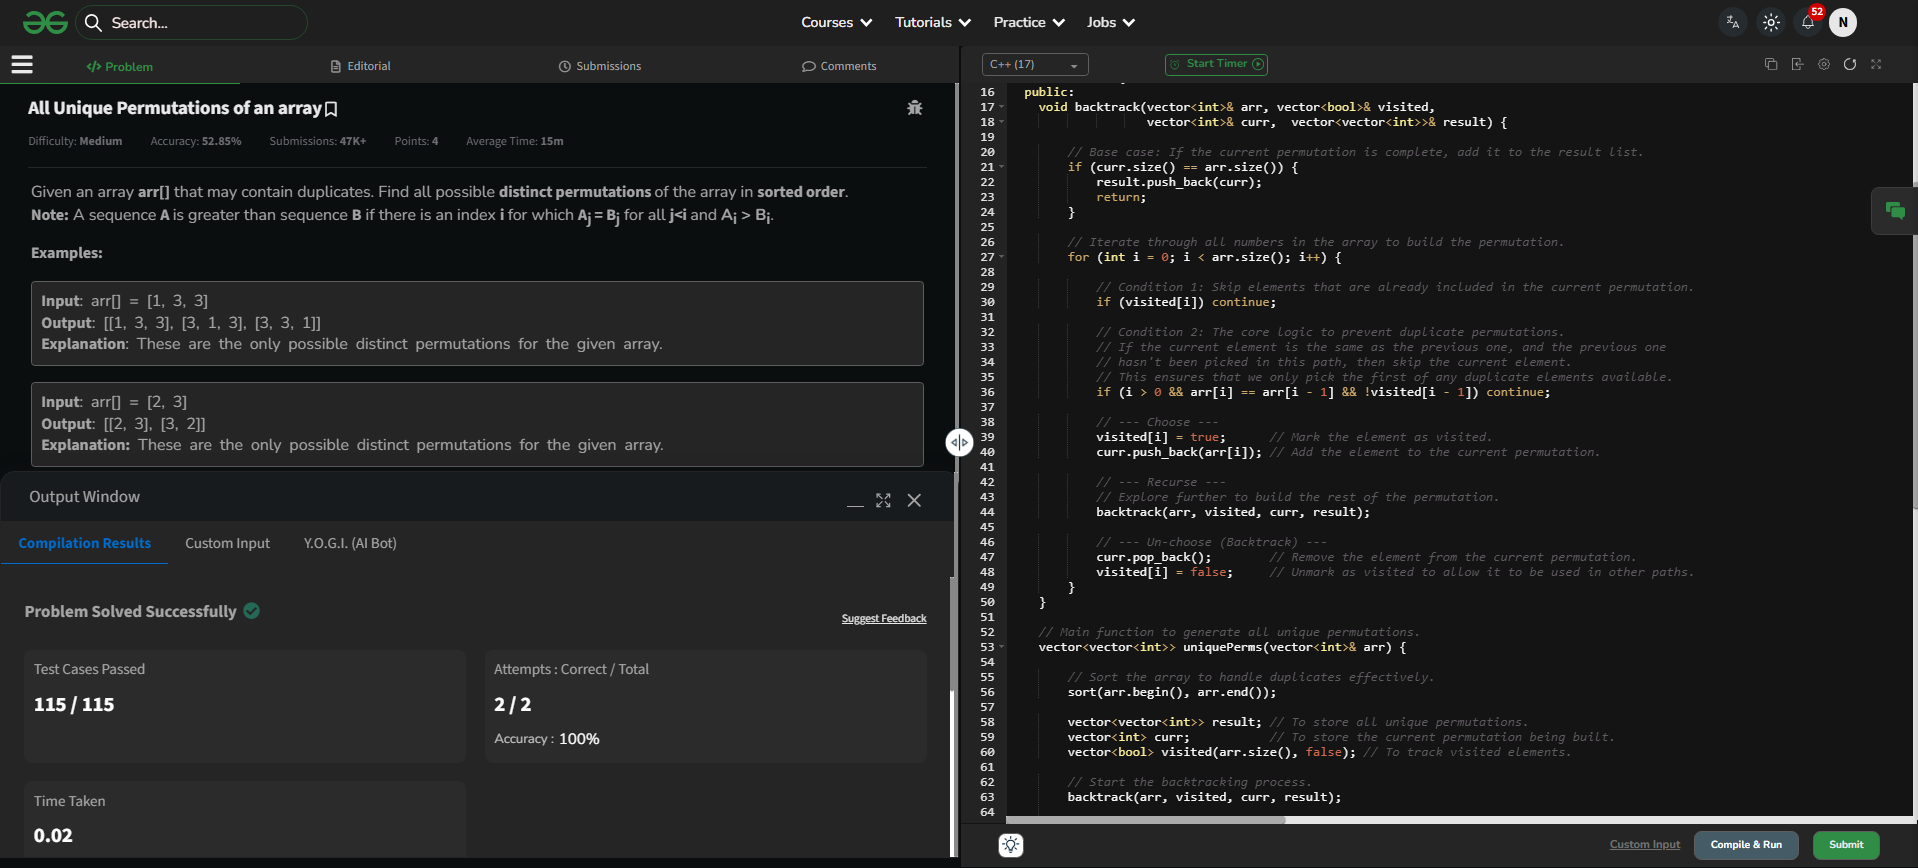 Search...
Courses
Tutorials
Practice
Jobs
52
N
Problem
Editorial
Submissions
Comments
All Unique Permutations of an array
Difficulty: Medium Accuracy: 52.85% Submissions: 47K+ Points: 4 Average Time: 15m
Given an array arr[] that may contain duplicates. Find all possible distinct permutations of the array in sorted order.
Note: A sequence A is greater than sequence B if there is an index i for which Aj = Bj for all j<i and Ai > Bi.
Examples:
Input: arr[] = [1, 3, 3]
Output: [[1, 3, 3], [3, 1, 3], [3, 3, 1]]
Explanation: These are the only possible distinct permutations for the given array.
Input: arr[] = [2, 3]
Output: [[2, 3], [3, 2]]
Explanation: These are the only possible distinct permutations for the given array.
Output Window
Compilation Results Custom Input Y.O.G.I. (AI Bot)
Problem Solved Successfully
Suggest Feedback
Test Cases Passed
115 / 115
Attempts : Correct / Total
2 / 2
Accuracy : 100%
Time Taken
0.02
C++ (17)
Start Timer
16 public:
17 void backtrack(vector<int>& arr, vector<bool>& visited,
18 vector<int>& curr, vector<vector<int>>& result) {
19
20 // Base case: If the current permutation is complete, add it to the result list.
21 if (curr.size() == arr.size()) {
22 result.push_back(curr);
23 return;
24 }
25
26 // Iterate through all numbers in the array to build the permutation.
27 for (int i = 0; i < arr.size(); i++) {
28
29 // Condition 1: Skip elements that are already included in the current permutation.
30 if (visited[i]) continue;
31
32 // Condition 2: The core logic to prevent duplicate permutations.
33 // If the current element is the same as the previous one, and the previous one
34 // hasn't been picked in this path, then skip the current element.
35 // This ensures that we only pick the first of any duplicate elements available.
36 if (i > 0 && arr[i] == arr[i - 1] && !visited[i - 1]) continue;
37
38 // --- Choose ---
39 visited[i] = true; // Mark the element as visited.
40 curr.push_back(arr[i]); // Add the element to the current permutation.
41
42 // --- Recurse ---
43 // Explore further to build the rest of the permutation.
44 backtrack(arr, visited, curr, result);
45
46 // --- Un-choose (Backtrack) ---
47 curr.pop_back(); // Remove the element from the current permutation.
48 visited[i] = false; // Unmark as visited to allow it to be used in other paths.
49 }
50 }
51
52 // Main function to generate all unique permutations.
53 vector<vector<int>> uniquePerms(vector<int>& arr) {
54
55 // Sort the array to handle duplicates effectively.
56 sort(arr.begin(), arr.end());
57
58 vector<vector<int>> result; // To store all unique permutations.
59 vector<int> curr; // To store the current permutation being built.
60 vector<bool> visited(arr.size(), false); // To track visited elements.
61
62 // Start the backtracking process.
63 backtrack(arr, visited, curr, result);
64
Custom Input
Compile & Run
Submit